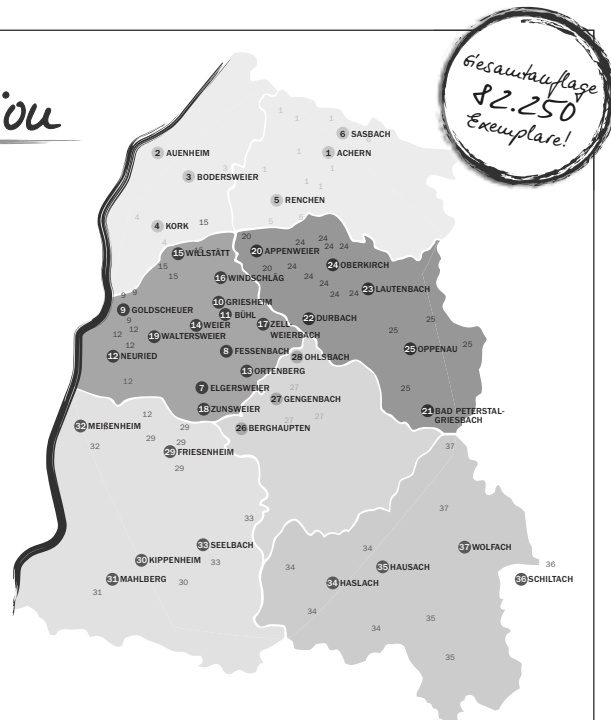 ion
Gesamtauflage
82.250
Exemplare!
6 SASBACH
2 AUENHEIM
1 ACHERN
3 BODERSWEIER
5 RENCHEN
4 KORK
15 WILLSTÄTT
20 APPENWEIER
24 OBERKIRCH
16 WINDSCHLÄG
23 LAUTENBACH
10 GRIESHEIM
9 GOLDSCHEUER
11 BÜHL
22 DURBACH
14 WEIER
17 ZELL-
WEIERBACH
19 WALTERSWEIER
8 FESSENBACH
25 OPPENAU
12 NEURIED
28 OHLSBACH
13 ORTENBERG
7 ELGERSWEIER
27 GENGENBACH
18 ZUNSWEIER
21 BAD PETERSTAL-
GRIESBACH
32 MEIßENHEIM
26 BERGHAUPTEN
29 FRIESENHEIM
33 SEELBACH
37 WOLFACH
30 KIPPENHEIM
35 HAUSACH
31 MAHLBERG
34 HASLACH
36 SCHILTACH